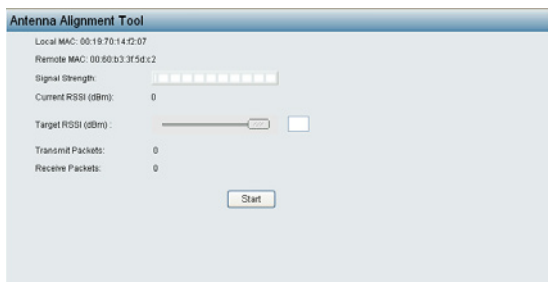 Antenna Alignment Tool
Local MAC: 00:19:70:14:f2:07
Remote MAC: 00:60:b3:3f:5d:c2
Signal Strength:
Current RSSI (dBm): 0
Target RSSI (dBm) :
Transmit Packets: 0
Receive Packets: 0
Start